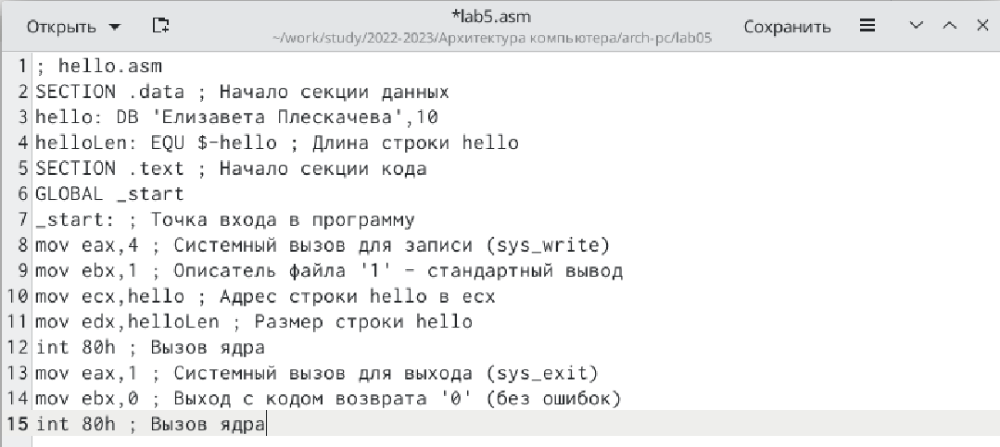 Открыть
*lab5.asm
~/work/study/2022-2023/Архитектура компьютера/arch-pc/lab05
Сохранить
1 ; hello.asm
2 SECTION .data ; Начало секции данных
3 hello: DB 'Елизавета Плескачева',10
4 helloLen: EQU $-hello ; Длина строки hello
5 SECTION .text ; Начало секции кода
6 GLOBAL _start
7 _start: ; Точка входа в программу
8 mov eax,4 ; Системный вызов для записи (sys_write)
9 mov ebx,1 ; Описатель файла '1' - стандартный вывод
10 mov ecx,hello ; Адрес строки hello в ecx
11 mov edx,helloLen ; Размер строки hello
12 int 80h ; Вызов ядра
13 mov eax,1 ; Системный вызов для выхода (sys_exit)
14 mov ebx,0 ; Выход с кодом возврата '0' (без ошибок)
15 int 80h ; Вызов ядра